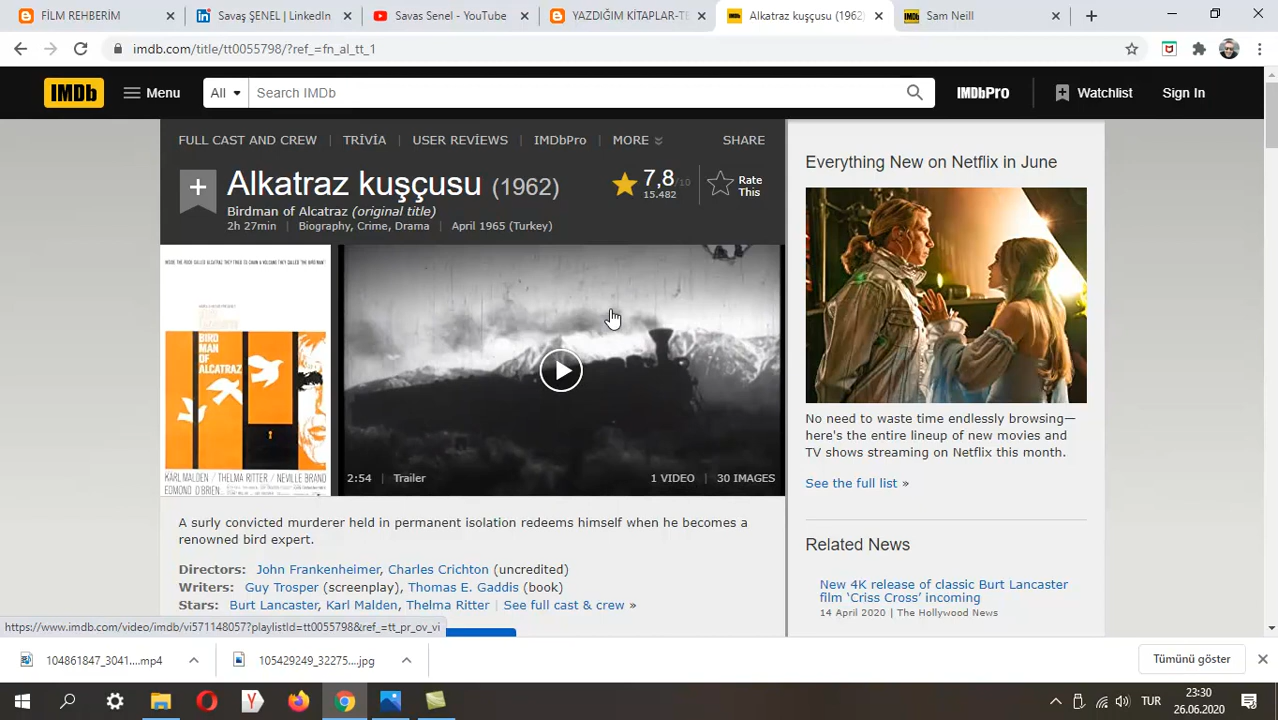 FİLM REHBERİM
Savaş ŞENEL | LinkedIn
Savas Senel - YouTube
YAZDIĞIM KİTAPLAR-TE
Alkatraz kuşçusu (1962)
IMDb Sam Neill
imdb.com/title/tt0055798/?ref_=fn_al_tt_1
IMDb
Menu
All
Search IMDb
IMDbPro
Watchlist
Sign In
FULL CAST AND CREW | TRİVİA | USER REVİEWS | IMDbPro | MORE
SHARE
Alkatraz kuşçusu (1962)
7,8/10
15.482
Rate
This
Birdman of Alcatraz (original title)
2h 27min | Biography, Crime, Drama | April 1965 (Turkey)
BIRD
MAN
OF
ALCATRAZ
KARL MALDEN / THELMA RITTER / NEVILLE BRAND
EDMOND O'BRIEN
2:54 | Trailer
1 VIDEO | 30 IMAGES
A surly convicted murderer held in permanent isolation redeems himself when he becomes a
renowned bird expert.
Directors: John Frankenheimer, Charles Crichton (uncredited)
Writers: Guy Trosper (screenplay), Thomas E. Gaddis (book)
Stars: Burt Lancaster, Karl Malden, Thelma Ritter | See full cast & crew »
Everything New on Netflix in June
No need to waste time endlessly browsing—
here's the entire lineup of new movies and
TV shows streaming on Netflix this month.
See the full list »
Related News
New 4K release of classic Burt Lancaster
film ‘Criss Cross’ incoming
14 April 2020 | The Hollywood News
https://www.imdb.com/video/imdb/vi571148057?playlistId=tt0055798&ref_=tt_pr_ov_vi
104861847_3041....mp4
105429249_32275....jpg
Tümünü göster
TUR
23:30
26.06.2020